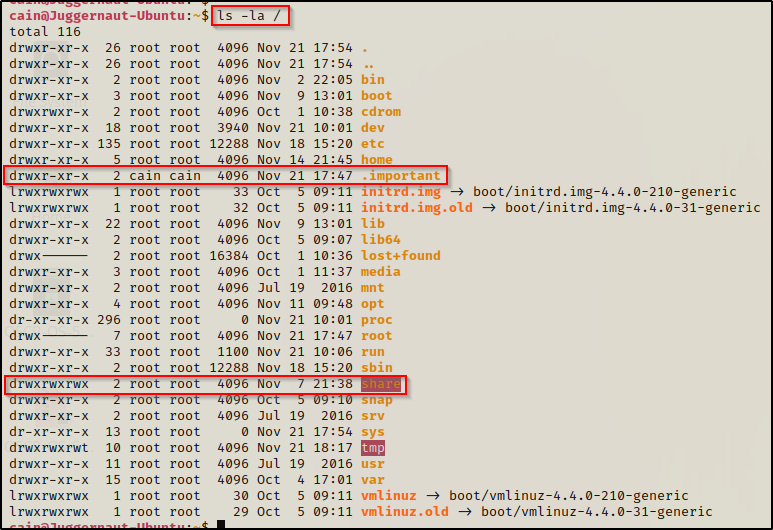 cain@Juggernaut-Ubuntu:~$
cain@Juggernaut-Ubuntu:~$ ls -la /
total 116
drwxr-xr-x  26 root root  4096 Nov 21 17:54 .
drwxr-xr-x  26 root root  4096 Nov 21 17:54 ..
drwxr-xr-x   2 root root  4096 Nov  2 22:05 bin
drwxr-xr-x   3 root root  4096 Nov  9 13:01 boot
drwxrwxr-x   2 root root  4096 Oct  1 10:38 cdrom
drwxr-xr-x  18 root root  3940 Nov 21 10:01 dev
drwxr-xr-x 135 root root 12288 Nov 18 15:20 etc
drwxr-xr-x   5 root root  4096 Nov 14 21:45 home
drwxr-xr-x   2 cain cain  4096 Nov 21 17:47 .important
lrwxrwxrwx   1 root root    33 Oct  5 09:11 initrd.img -> boot/initrd.img-4.4.0-210-generic
lrwxrwxrwx   1 root root    32 Oct  5 09:11 initrd.img.old -> boot/initrd.img-4.4.0-31-generic
drwxr-xr-x  22 root root  4096 Nov  9 13:01 lib
drwxr-xr-x   2 root root  4096 Oct  5 09:07 lib64
drwx------   2 root root 16384 Oct  1 10:36 lost+found
drwxr-xr-x   3 root root  4096 Oct  1 11:37 media
drwxr-xr-x   2 root root  4096 Jul 19  2016 mnt
drwxr-xr-x   4 root root  4096 Nov 11 09:48 opt
dr-xr-xr-x 296 root root     0 Nov 21 10:01 proc
drwx------   7 root root  4096 Nov 21 17:47 root
drwxr-xr-x  33 root root  1100 Nov 21 10:06 run
drwxr-xr-x   2 root root 12288 Nov 18 15:20 sbin
drwxrwxrwx   2 root root  4096 Nov  7 21:38 share
drwxr-xr-x   2 root root  4096 Oct  5 09:10 snap
drwxr-xr-x   2 root root  4096 Jul 19  2016 srv
dr-xr-xr-x  13 root root     0 Nov 21 17:54 sys
drwxrwxrwt  10 root root  4096 Nov 21 18:17 tmp
drwxr-xr-x  11 root root  4096 Jul 19  2016 usr
drwxr-xr-x  15 root root  4096 Oct  4 17:01 var
lrwxrwxrwx   1 root root    30 Oct  5 09:11 vmlinuz -> boot/vmlinuz-4.4.0-210-generic
lrwxrwxrwx   1 root root    29 Oct  5 09:11 vmlinuz.old -> boot/vmlinuz-4.4.0-31-generic
cain@Juggernaut-Ubuntu:~$